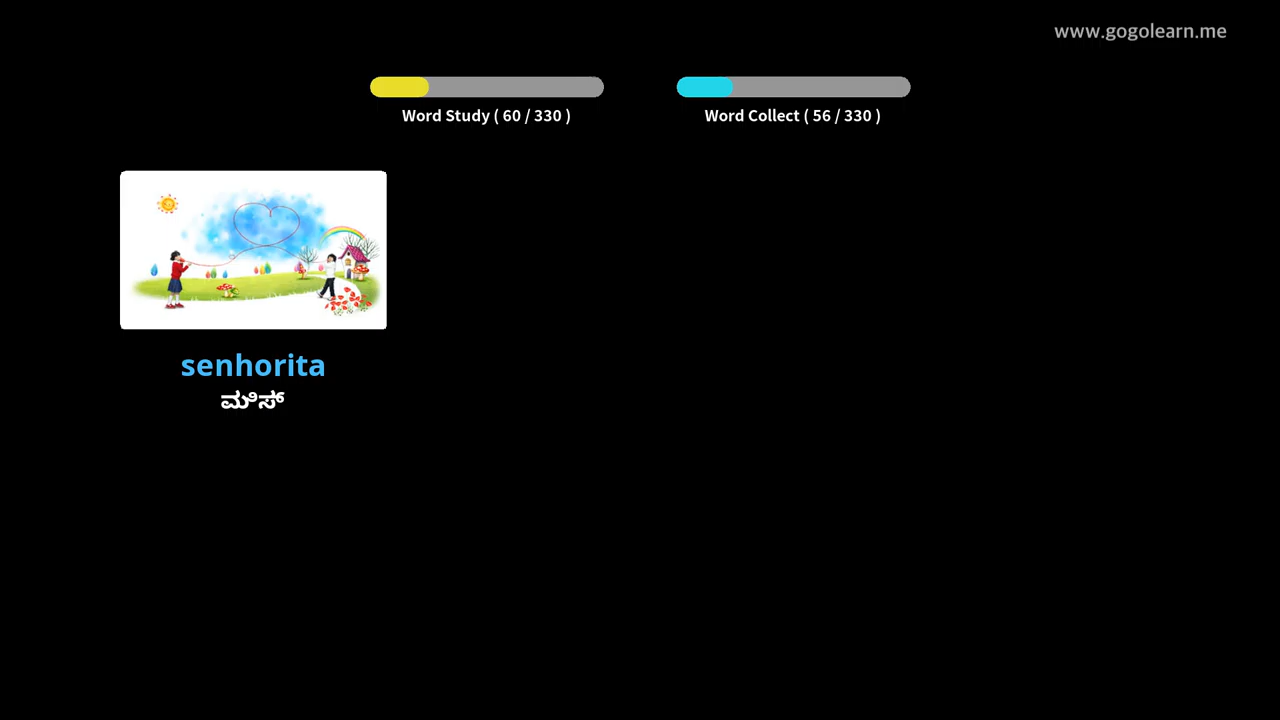 www.gogolearn.me
Word Study ( 60 / 330 )
Word Collect ( 56 / 330 )
senhorita
ಮಿಸ್